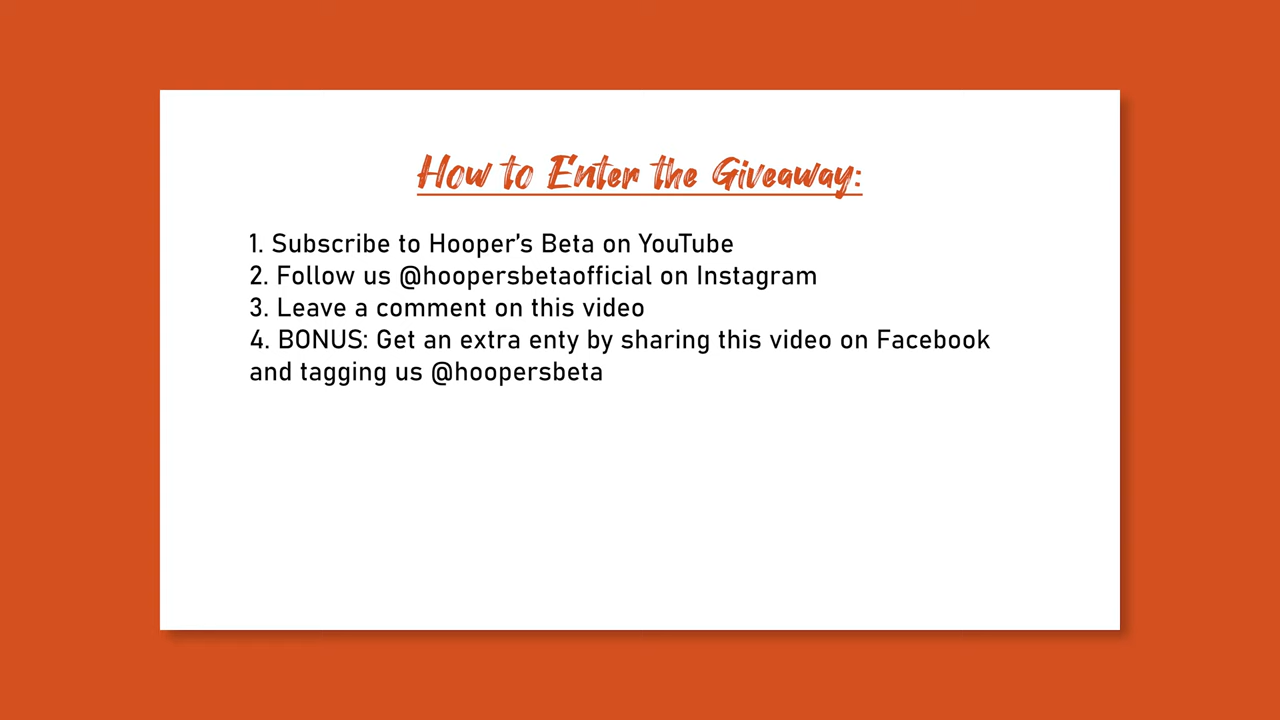 How to Enter the Giveaway:
1. Subscribe to Hooper's Beta on YouTube
2. Follow us @hoopersbetaofficial on Instagram
3. Leave a comment on this video
4. BONUS: Get an extra enty by sharing this video on Facebook
and tagging us @hoopersbeta